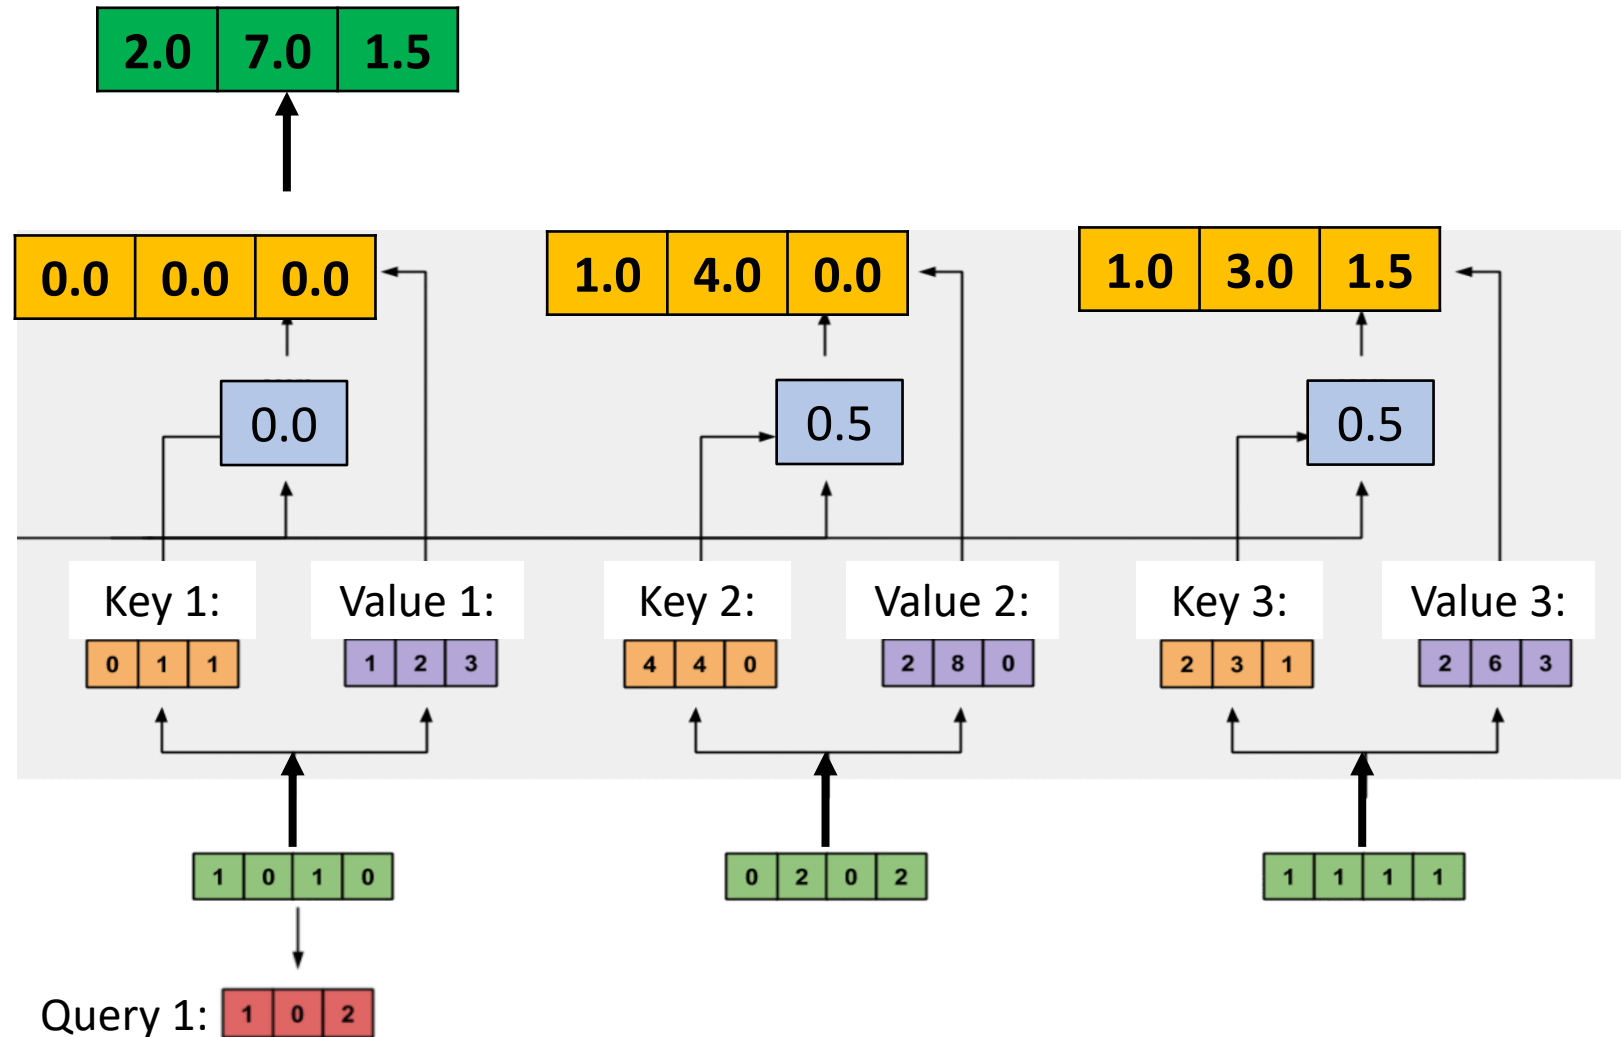 2.0 7.0 1.5
0.0 0.0 0.0
1.0 4.0 0.0
1.0 3.0 1.5
0.0
0.5
0.5
Key 1:
Value 1:
Key 2:
Value 2:
Key 3:
Value 3:
0 1 1
1 2 3
4 4 0
2 8 0
2 3 1
2 6 3
1 0 1 0
0 2 0 2
1 1 1 1
Query 1: 1 0 2